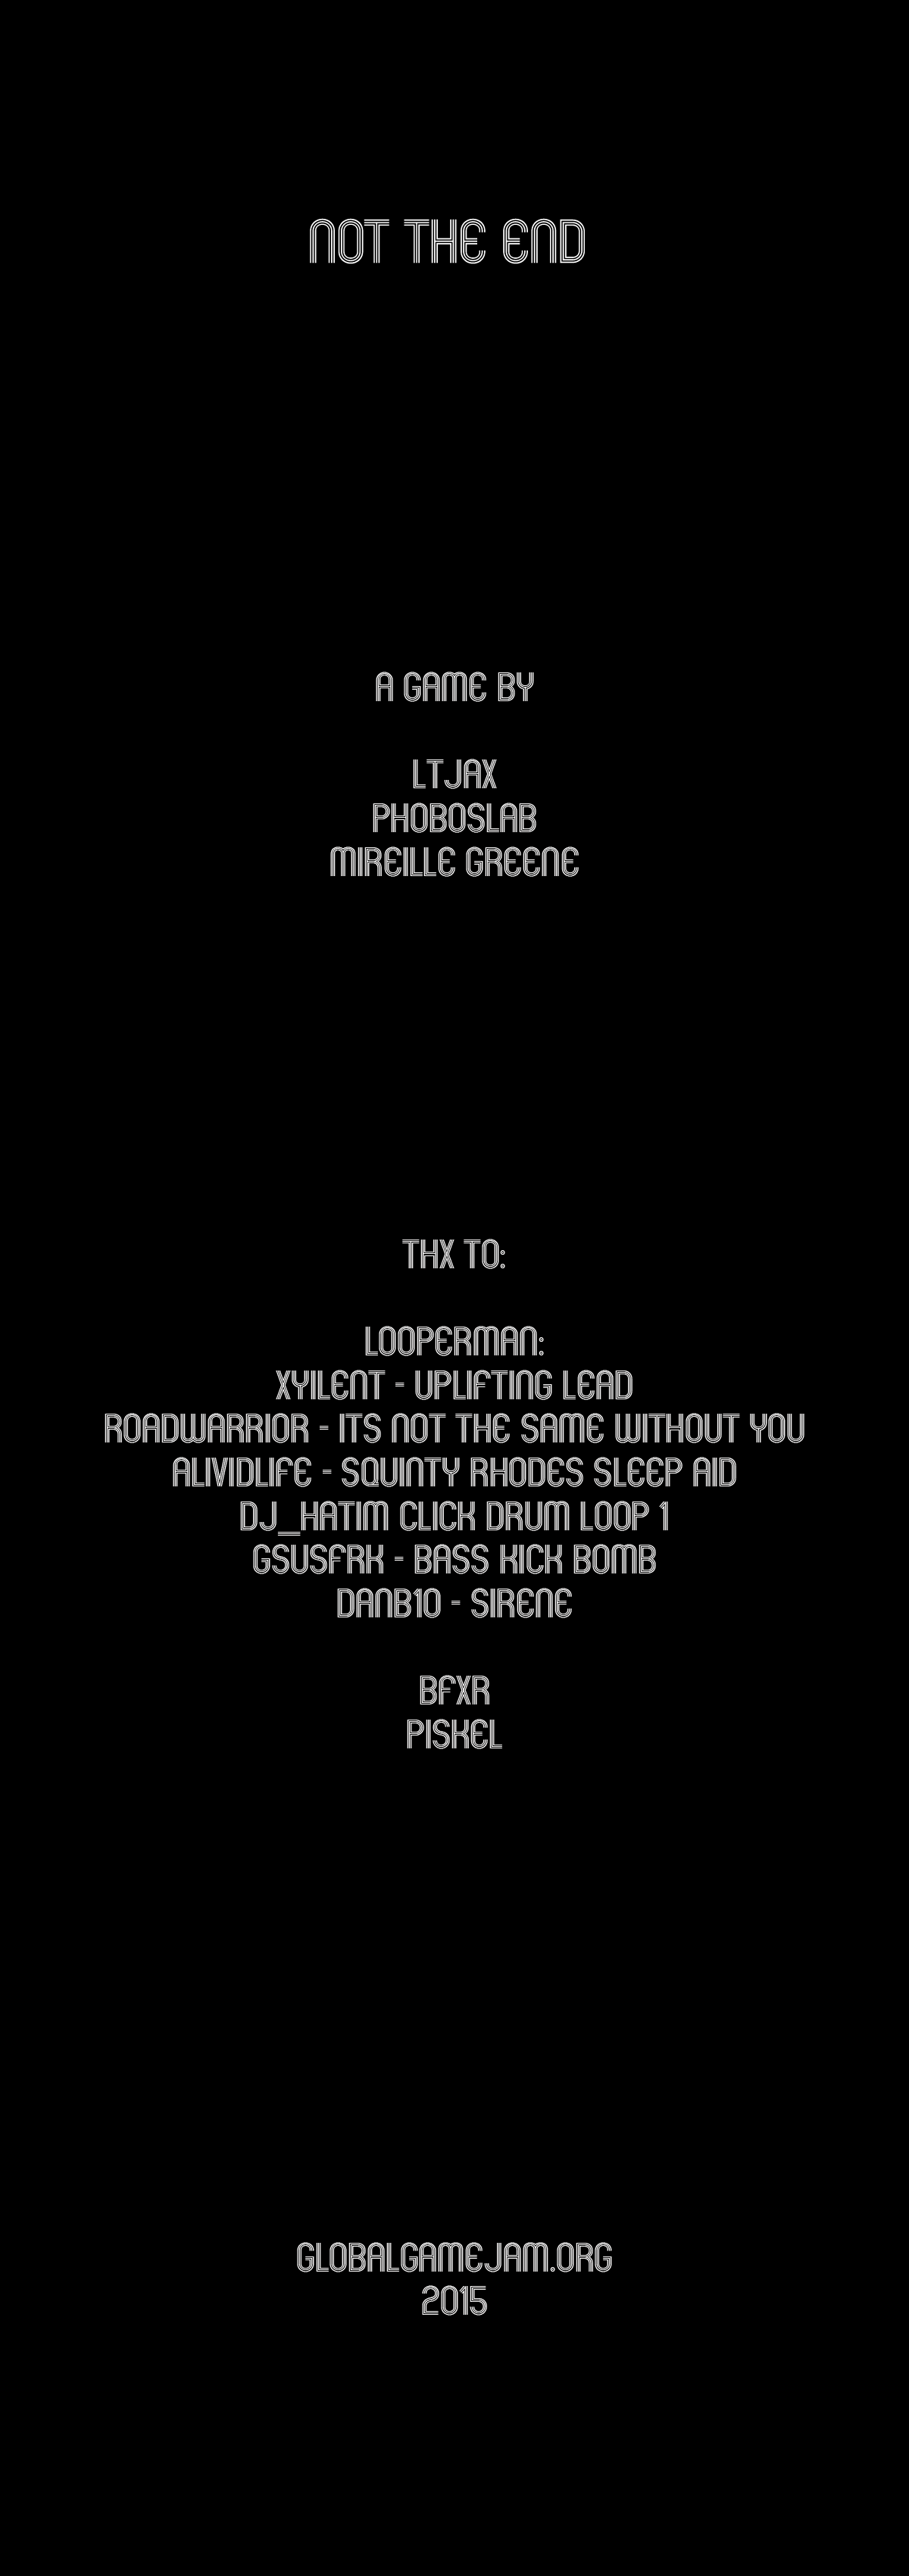 NOT THE END
A GAME BY
LTJAX
PHOBOSLAB
MIREILLE GREENE
THX TO:
LOOPERMAN:
XYILENT - UPLIFTING LEAD
ROADWARRIOR - ITS NOT THE SAME WITHOUT YOU
ALIVIDLIFE - SQUINTY RHODES SLEEP AID
DJ_HATIM CLICK DRUM LOOP 1
GSUSFRK - BASS KICK BOMB
DANB10 - SIRENE
BFXR
PISKEL
GLOBALGAMEJAM.ORG
2015